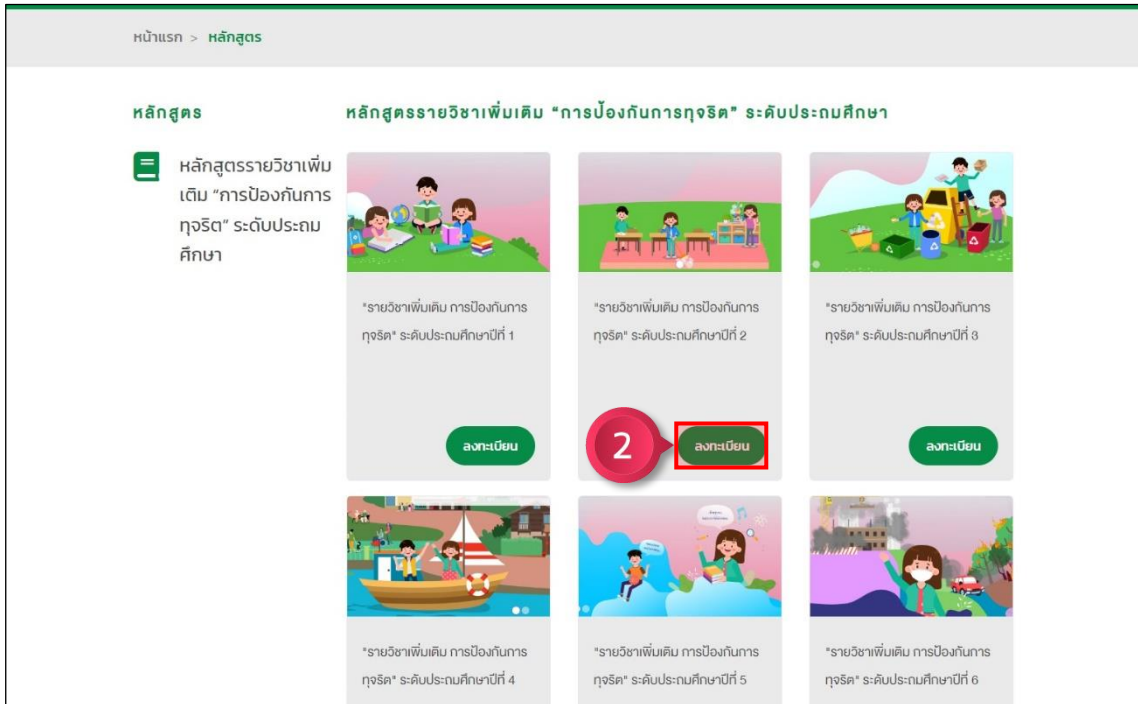 หน้าแรก > หลักสูตร
หลักสูตร
หลักสูตรรายวิชาเพิ่ม
เติม “การป้องกันการ
ทุจริต” ระดับประถม
ศึกษา
หลักสูตรรายวิชาเพิ่มเติม “การป้องกันการทุจริต” ระดับประถมศึกษา
"รายวิชาเพิ่มเติม การป้องกันการ
ทุจริต" ระดับประถมศึกษาปีที่ 1
ลงทะเบียน
"รายวิชาเพิ่มเติม การป้องกันการ
ทุจริต" ระดับประถมศึกษาปีที่ 2
2
ลงทะเบียน
"รายวิชาเพิ่มเติม การป้องกันการ
ทุจริต" ระดับประถมศึกษาปีที่ 3
ลงทะเบียน
"รายวิชาเพิ่มเติม การป้องกันการ
ทุจริต" ระดับประถมศึกษาปีที่ 4
"รายวิชาเพิ่มเติม การป้องกันการ
ทุจริต" ระดับประถมศึกษาปีที่ 5
"รายวิชาเพิ่มเติม การป้องกันการ
ทุจริต" ระดับประถมศึกษาปีที่ 6